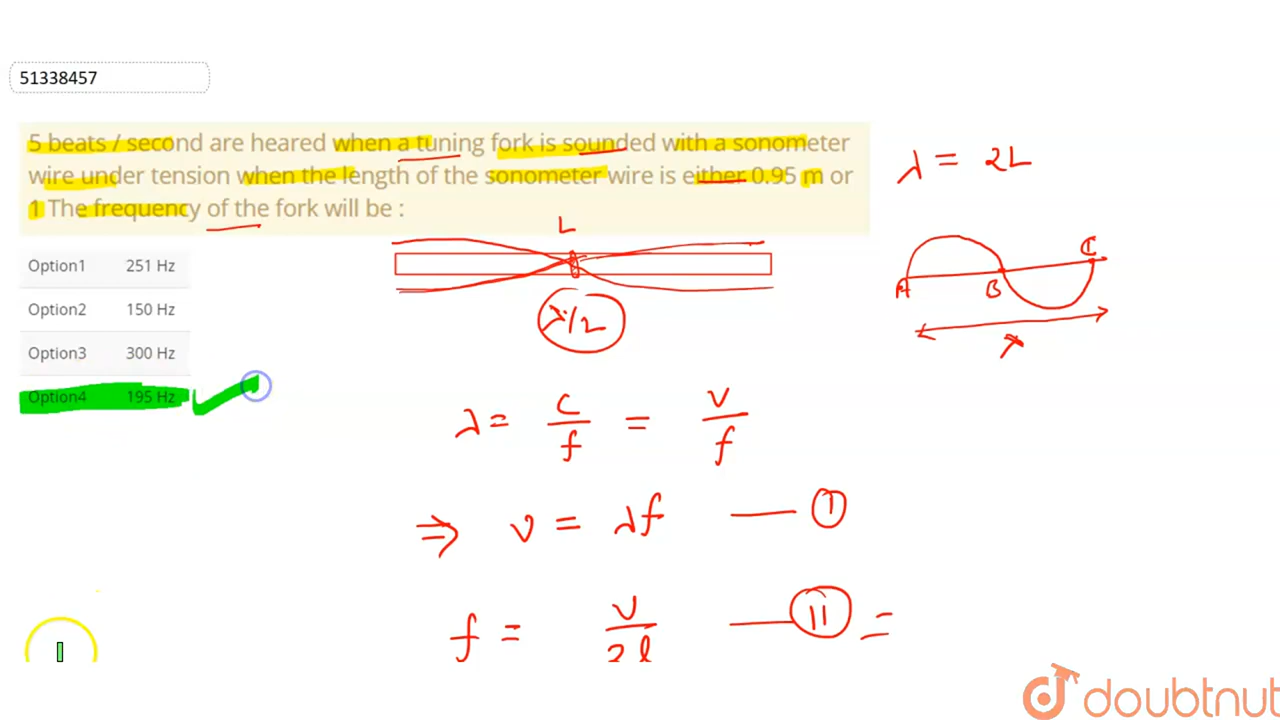 51338457
5 beats / second are heared when a tuning fork is sounded with a sonometer
wire under tension when the length of the sonometer wire is either 0.95 m or
1 The frequency of the fork will be :
λ = 2L
L
Option1 251 Hz
Option2 150 Hz
Option3 300 Hz
Option4 195 Hz
λ/2
A B C
λ
λ = c/f = v/f
⇒ v = λf — I
f = v/2l — II =
doubtnut